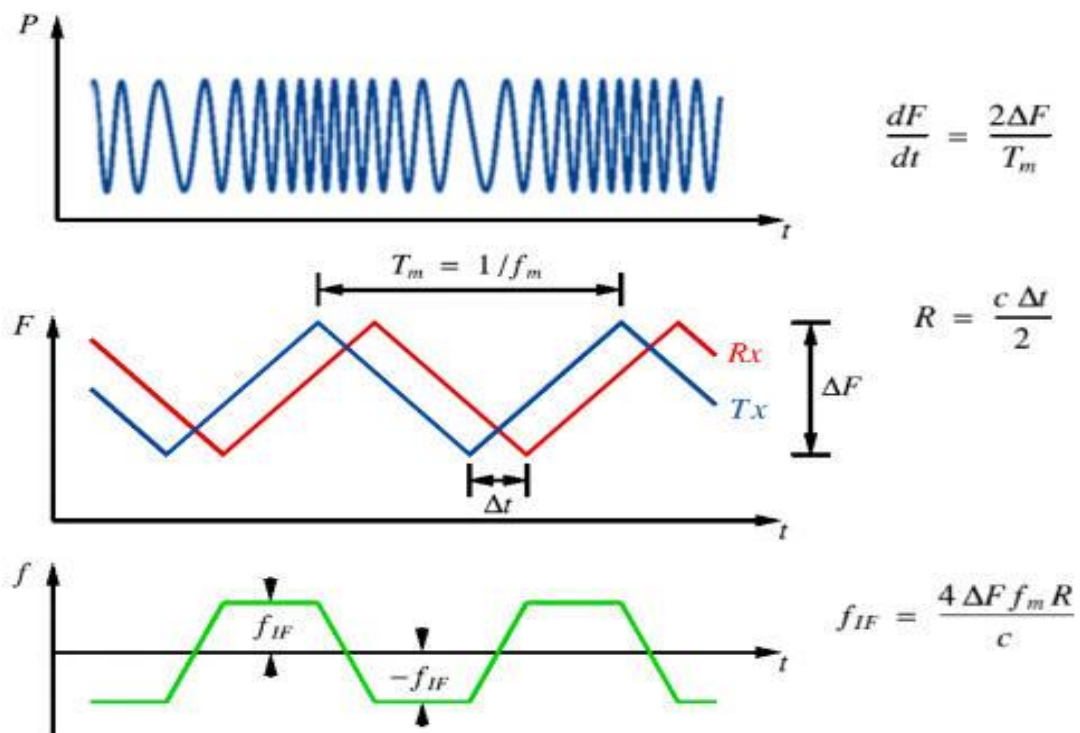 P
dF/dt = 2ΔF/T_m
t
T_m = 1/f_m
F
R = c Δt/2
Rx
ΔF
Tx
Δt
t
f
f_IF
f_IF = 4 ΔF f_m R/c
t
−f_IF